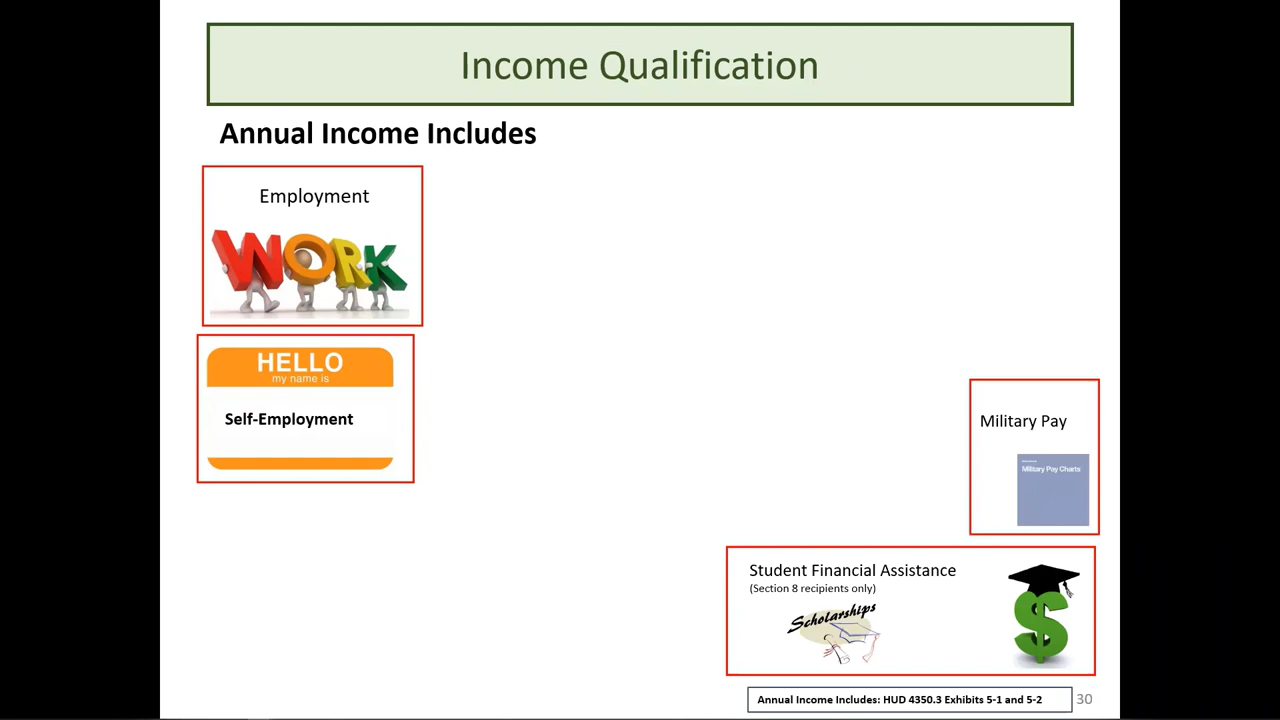 Income Qualification
Annual Income Includes
Employment
WORK
HELLO
my name is
Self-Employment
Military Pay
Military Pay Charts
Student Financial Assistance
(Section 8 recipients only)
Scholarships
$
Annual Income Includes: HUD 4350.3 Exhibits 5-1 and 5-2
30